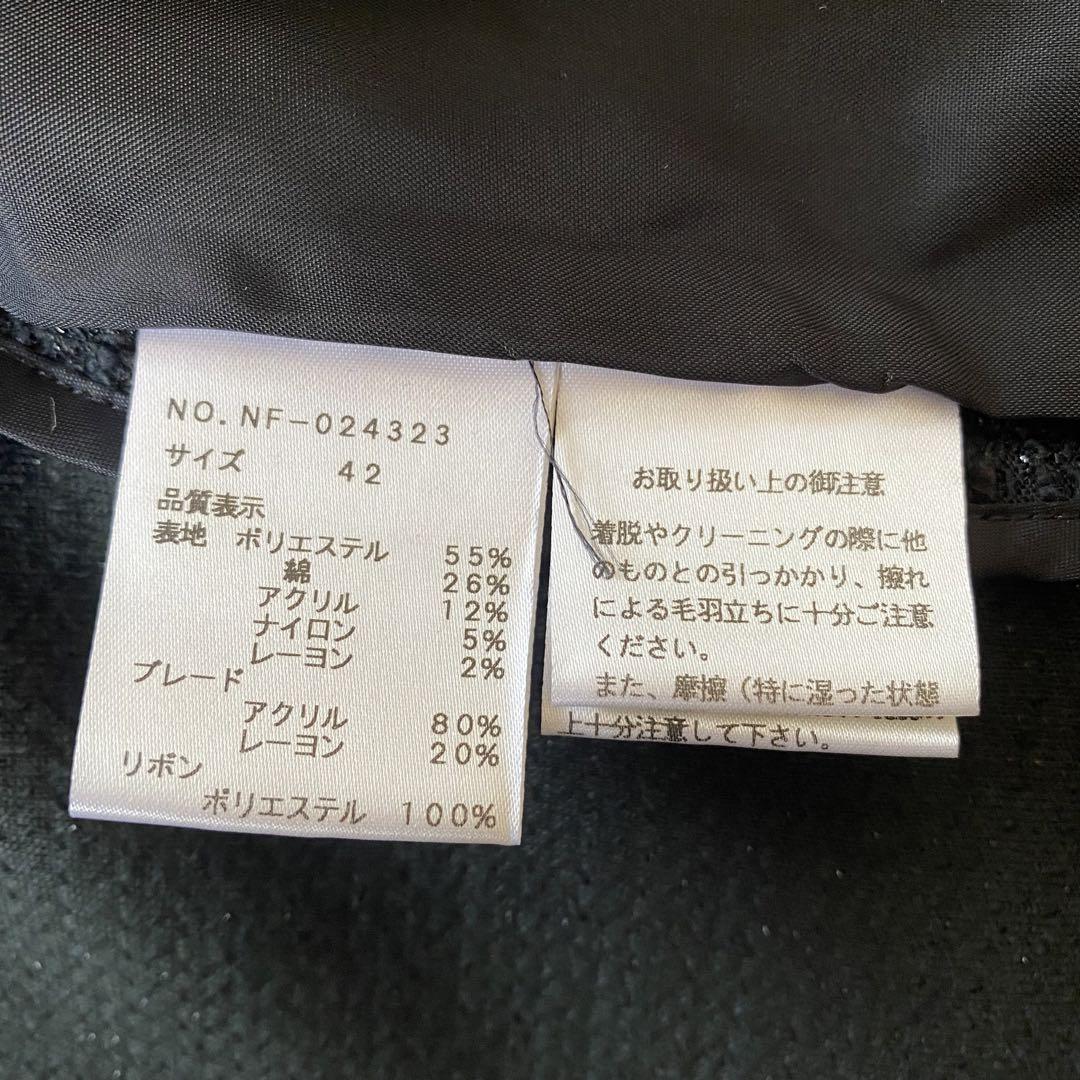 NO. NF-024323
サイズ 42
品質表示
表地 ポリエステル 55%
綿 26%
アクリル 12%
ナイロン 5%
レーヨン 2%
ブレード
アクリル 80%
レーヨン 20%
リボン
ポリエステル 100%
お取り扱い上の御注意
着脱やクリーニングの際に他
のものとの引っかかり、擦れ
による毛羽立ちに十分ご注意
ください。
また、摩擦（特に湿った状態
上十分注意して下さい。